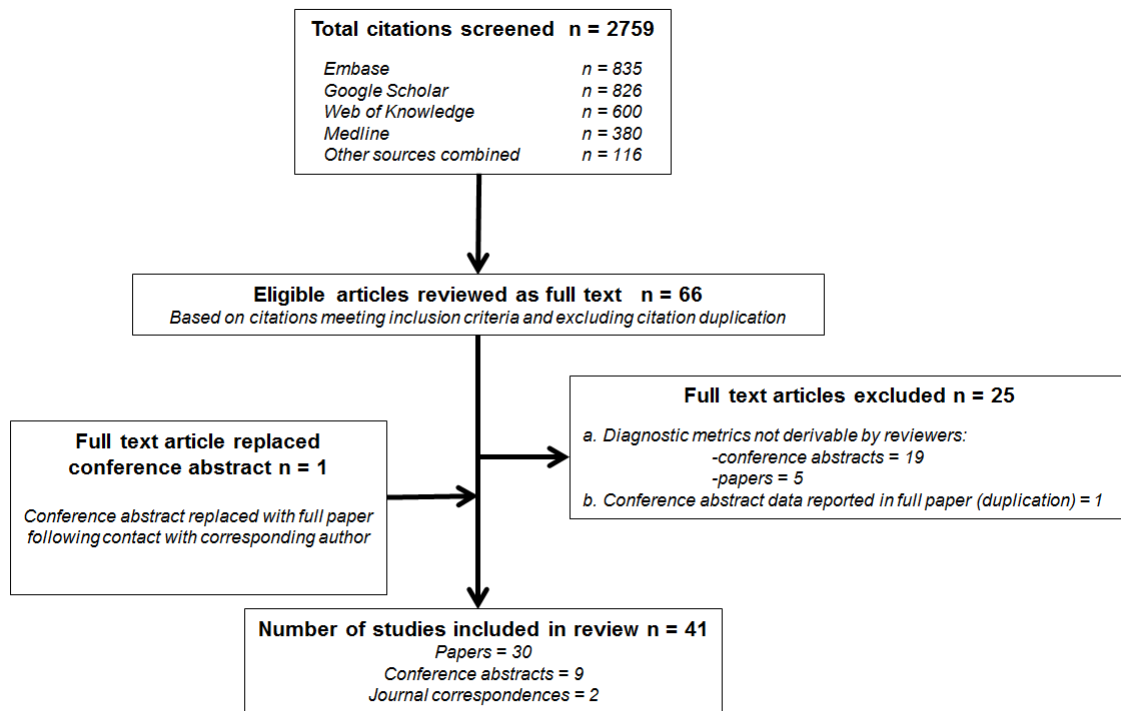 Total citations screened n = 2759
Embase n = 835
Google Scholar n = 826
Web of Knowledge n = 600
Medline n = 380
Other sources combined n = 116
Eligible articles reviewed as full text n = 66
Based on citations meeting inclusion criteria and excluding citation duplication
Full text articles excluded n = 25
a. Diagnostic metrics not derivable by reviewers:
-conference abstracts = 19
-papers = 5
b. Conference abstract data reported in full paper (duplication) = 1
Full text article replaced
conference abstract n = 1
Conference abstract replaced with full paper
following contact with corresponding author
Number of studies included in review n = 41
Papers = 30
Conference abstracts = 9
Journal correspondences = 2